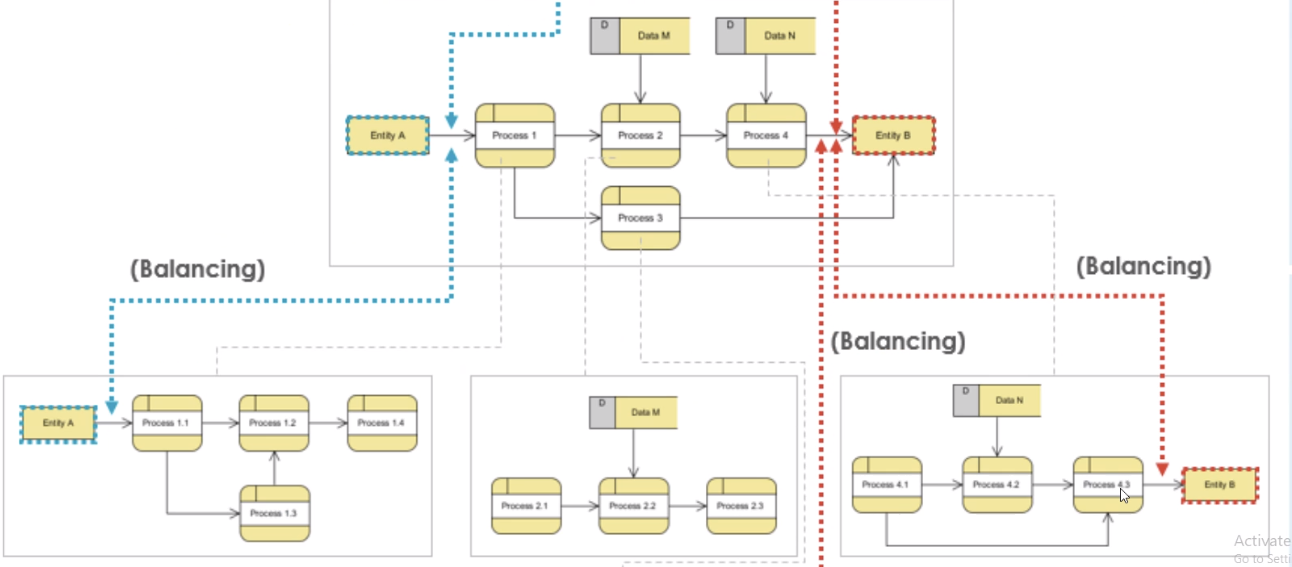 D
Data M
D
Data N
Entity A
Process 1
Process 2
Process 4
Entity B
Process 3
(Balancing)
(Balancing)
(Balancing)
Entity A
Process 1.1
Process 1.2
Process 1.4
Process 1.3
D
Data M
Process 2.1
Process 2.2
Process 2.3
D
Data N
Process 4.1
Process 4.2
Process 4.3
Entity B
Activate
Go to Setti